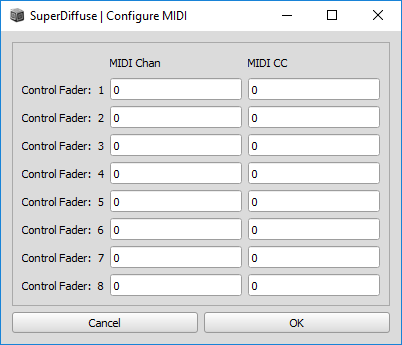 SuperDiffuse | Configure MIDI
MIDI Chan MIDI CC
Control Fader: 1 0 0
Control Fader: 2 0 0
Control Fader: 3 0 0
Control Fader: 4 0 0
Control Fader: 5 0 0
Control Fader: 6 0 0
Control Fader: 7 0 0
Control Fader: 8 0 0
Cancel OK